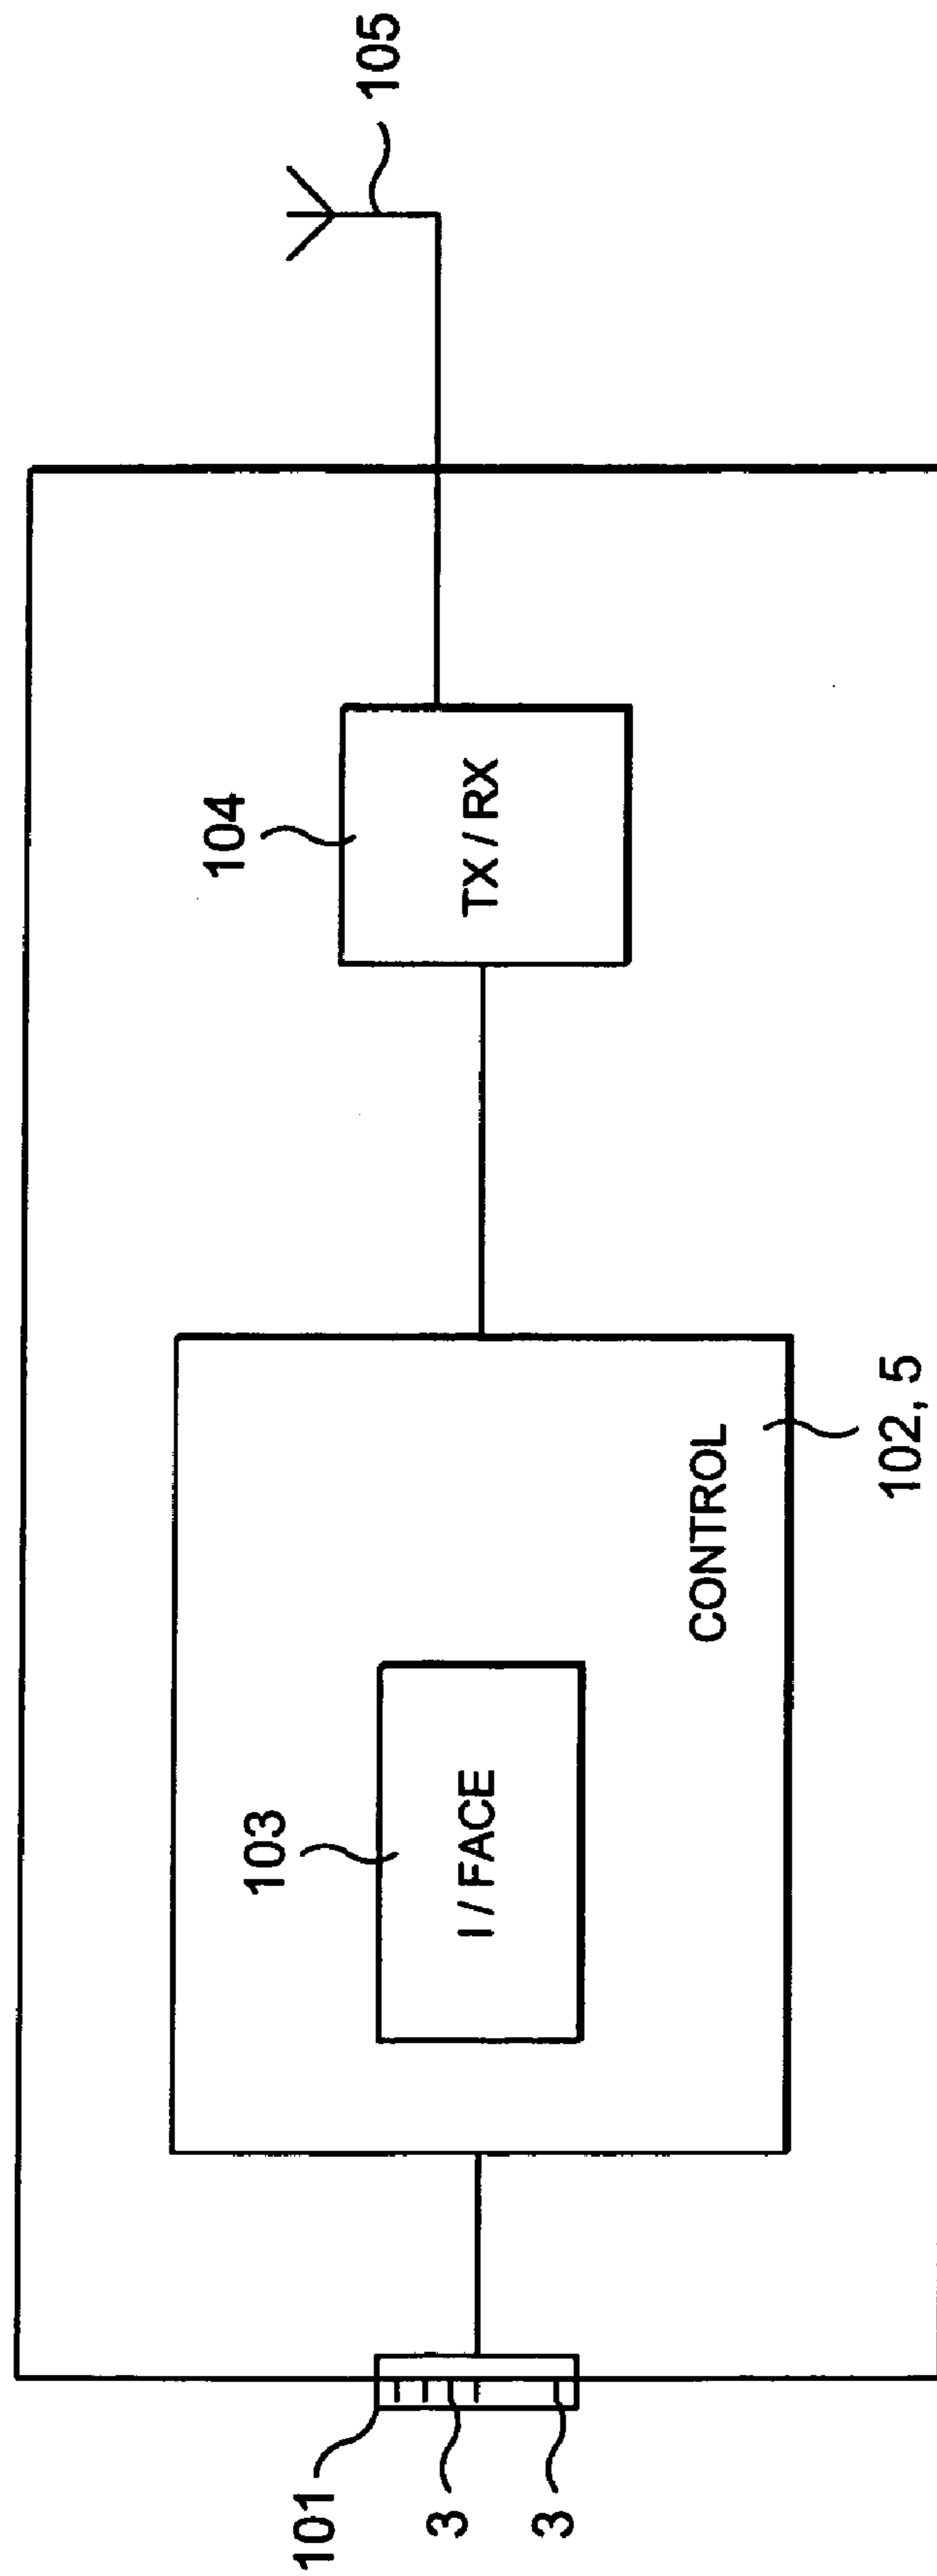 105
104
TX / RX
103
I / FACE
CONTROL
102, 5
101
3
3